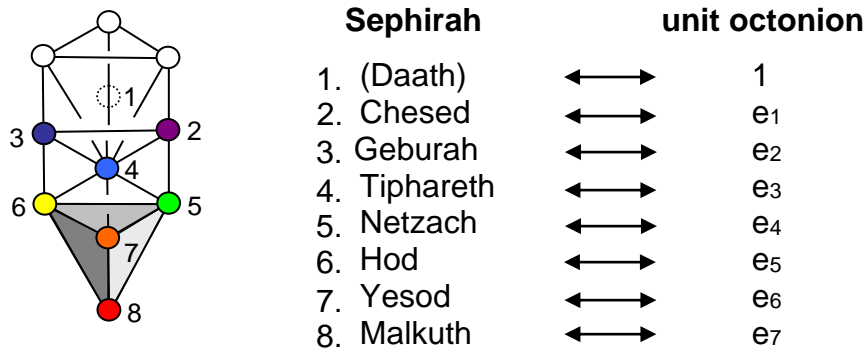 Sephirah unit octonion
1. (Daath) 1
2. Chesed e1
3. Geburah e2
4. Tiphareth e3
5. Netzach e4
6. Hod e5
7. Yesod e6
8. Malkuth e7
1
3 2
4
6 5
7
8